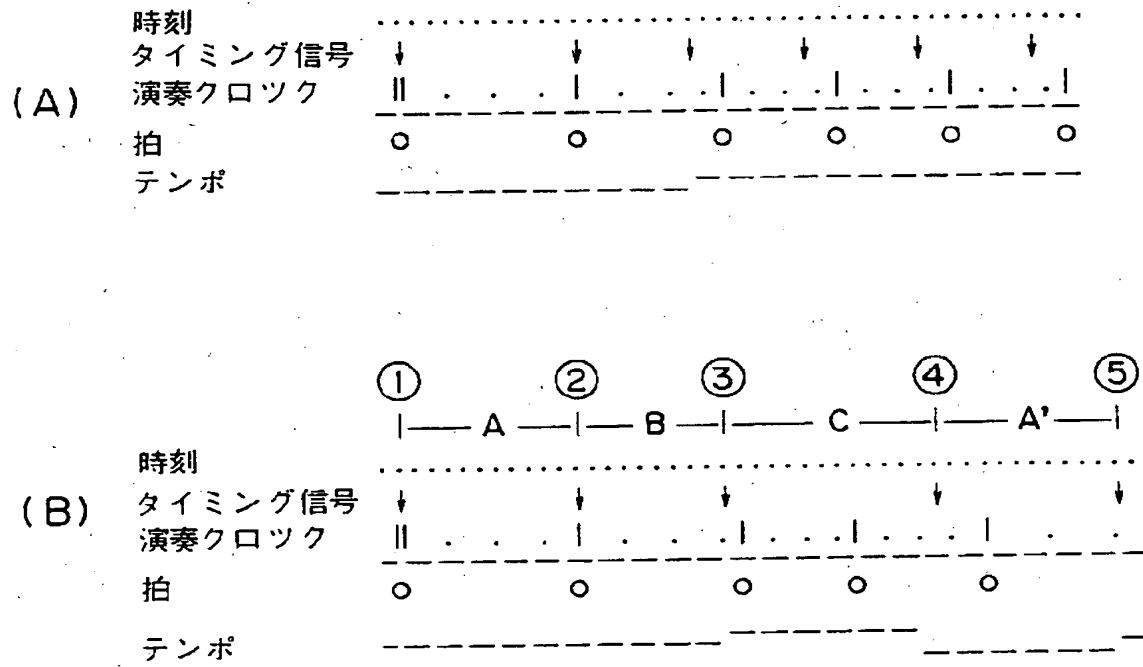 (A)
時刻
タイミング信号
演奏クロツク
拍
テンポ
① ② ③ ④ ⑤
A B C A'
(B)
時刻
タイミング信号
演奏クロツク
拍
テンポ